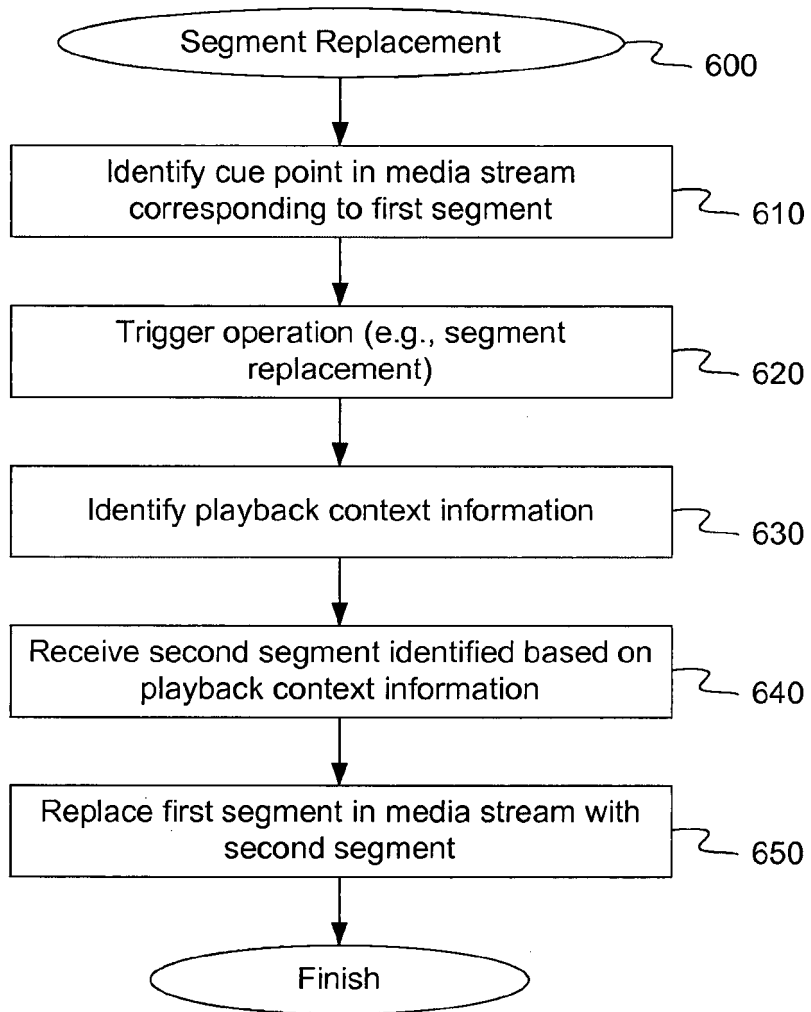 Segment Replacement
600
Identify cue point in media stream
corresponding to first segment
610
Trigger operation (e.g., segment
replacement)
620
Identify playback context information
630
Receive second segment identified based on
playback context information
640
Replace first segment in media stream with
second segment
650
Finish